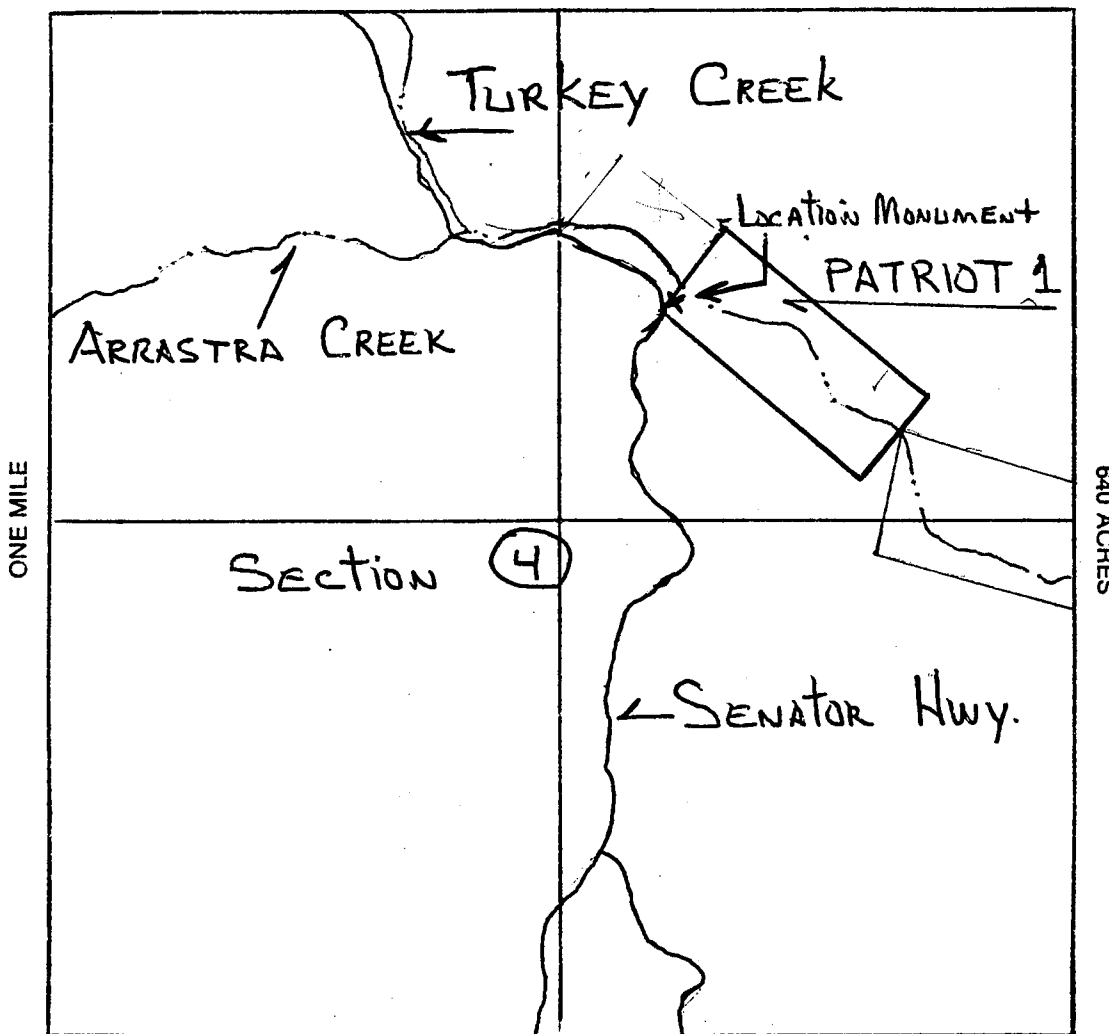 TURKEY CREEK
LOCATION MONUMENT
PATRIOT 1
ARRASTRA CREEK
ONE MILE
640 ACRES
SECTION 4
SENATOR HWY.